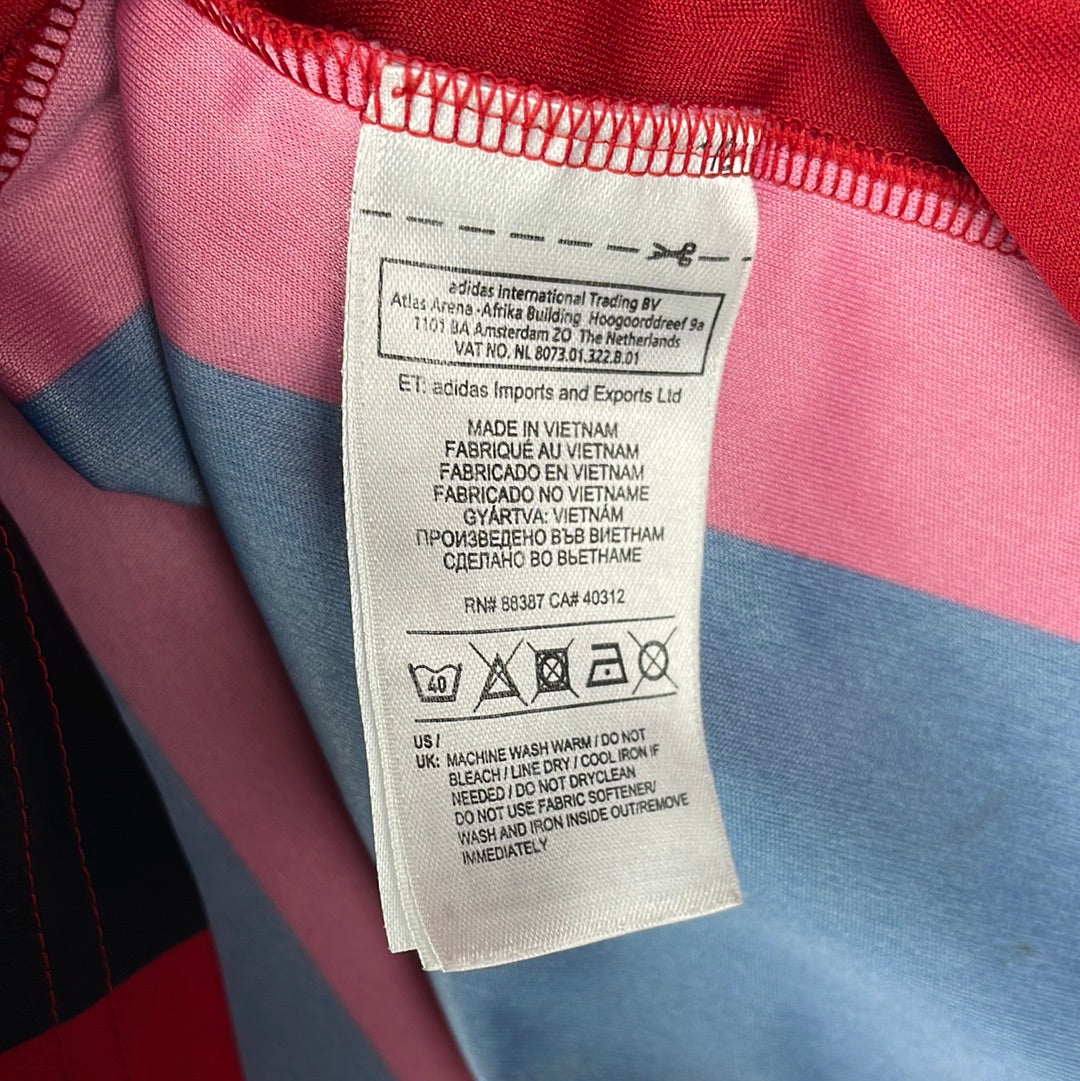 adidas International Trading BV
Atlas Arena -Afrika Building Hoogoorddreef 9a
1101 BA Amsterdam ZO The Netherlands
VAT NO. NL 8073.01.322.B.01
ET: adidas Imports and Exports Ltd
MADE IN VIETNAM
FABRIQUÉ AU VIETNAM
FABRICADO EN VIETNAM
FABRICADO NO VIETNAME
GYÁRTVA: VIETNÁM
ПРОИЗВЕДЕНО ВЪВ ВИЕТНАМ
СДЕЛАНО ВО ВЬЕТНАМЕ
RN# 88387 CA# 40312
40
US /
UK: MACHINE WASH WARM / DO NOT
BLEACH / LINE DRY / COOL IRON IF
NEEDED / DO NOT DRYCLEAN
DO NOT USE FABRIC SOFTENER/
WASH AND IRON INSIDE OUT/REMOVE
IMMEDIATELY